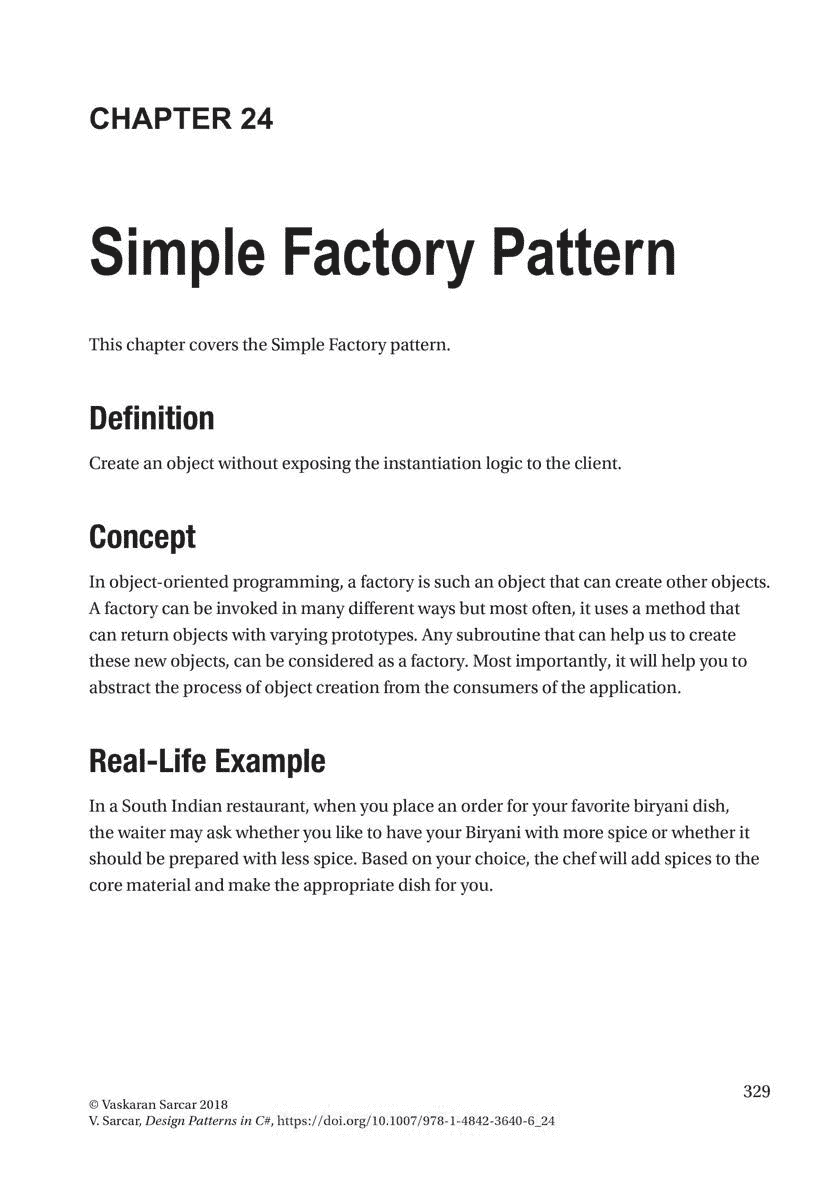 CHAPTER 24
Simple Factory Pattern
This chapter covers the Simple Factory pattern.
Definition
Create an object without exposing the instantiation logic to the client.
Concept
In object-oriented programming, a factory is such an object that can create other objects.
A factory can be invoked in many different ways but most often, it uses a method that
can return objects with varying prototypes. Any subroutine that can help us to create
these new objects, can be considered as a factory. Most importantly, it will help you to
abstract the process of object creation from the consumers of the application.
Real-Life Example
In a South Indian restaurant, when you place an order for your favorite biryani dish,
the waiter may ask whether you like to have your Biryani with more spice or whether it
should be prepared with less spice. Based on your choice, the chef will add spices to the
core material and make the appropriate dish for you.
329
© Vaskaran Sarcar 2018
V. Sarcar, Design Patterns in C#, https://doi.org/10.1007/978-1-4842-3640-6_24